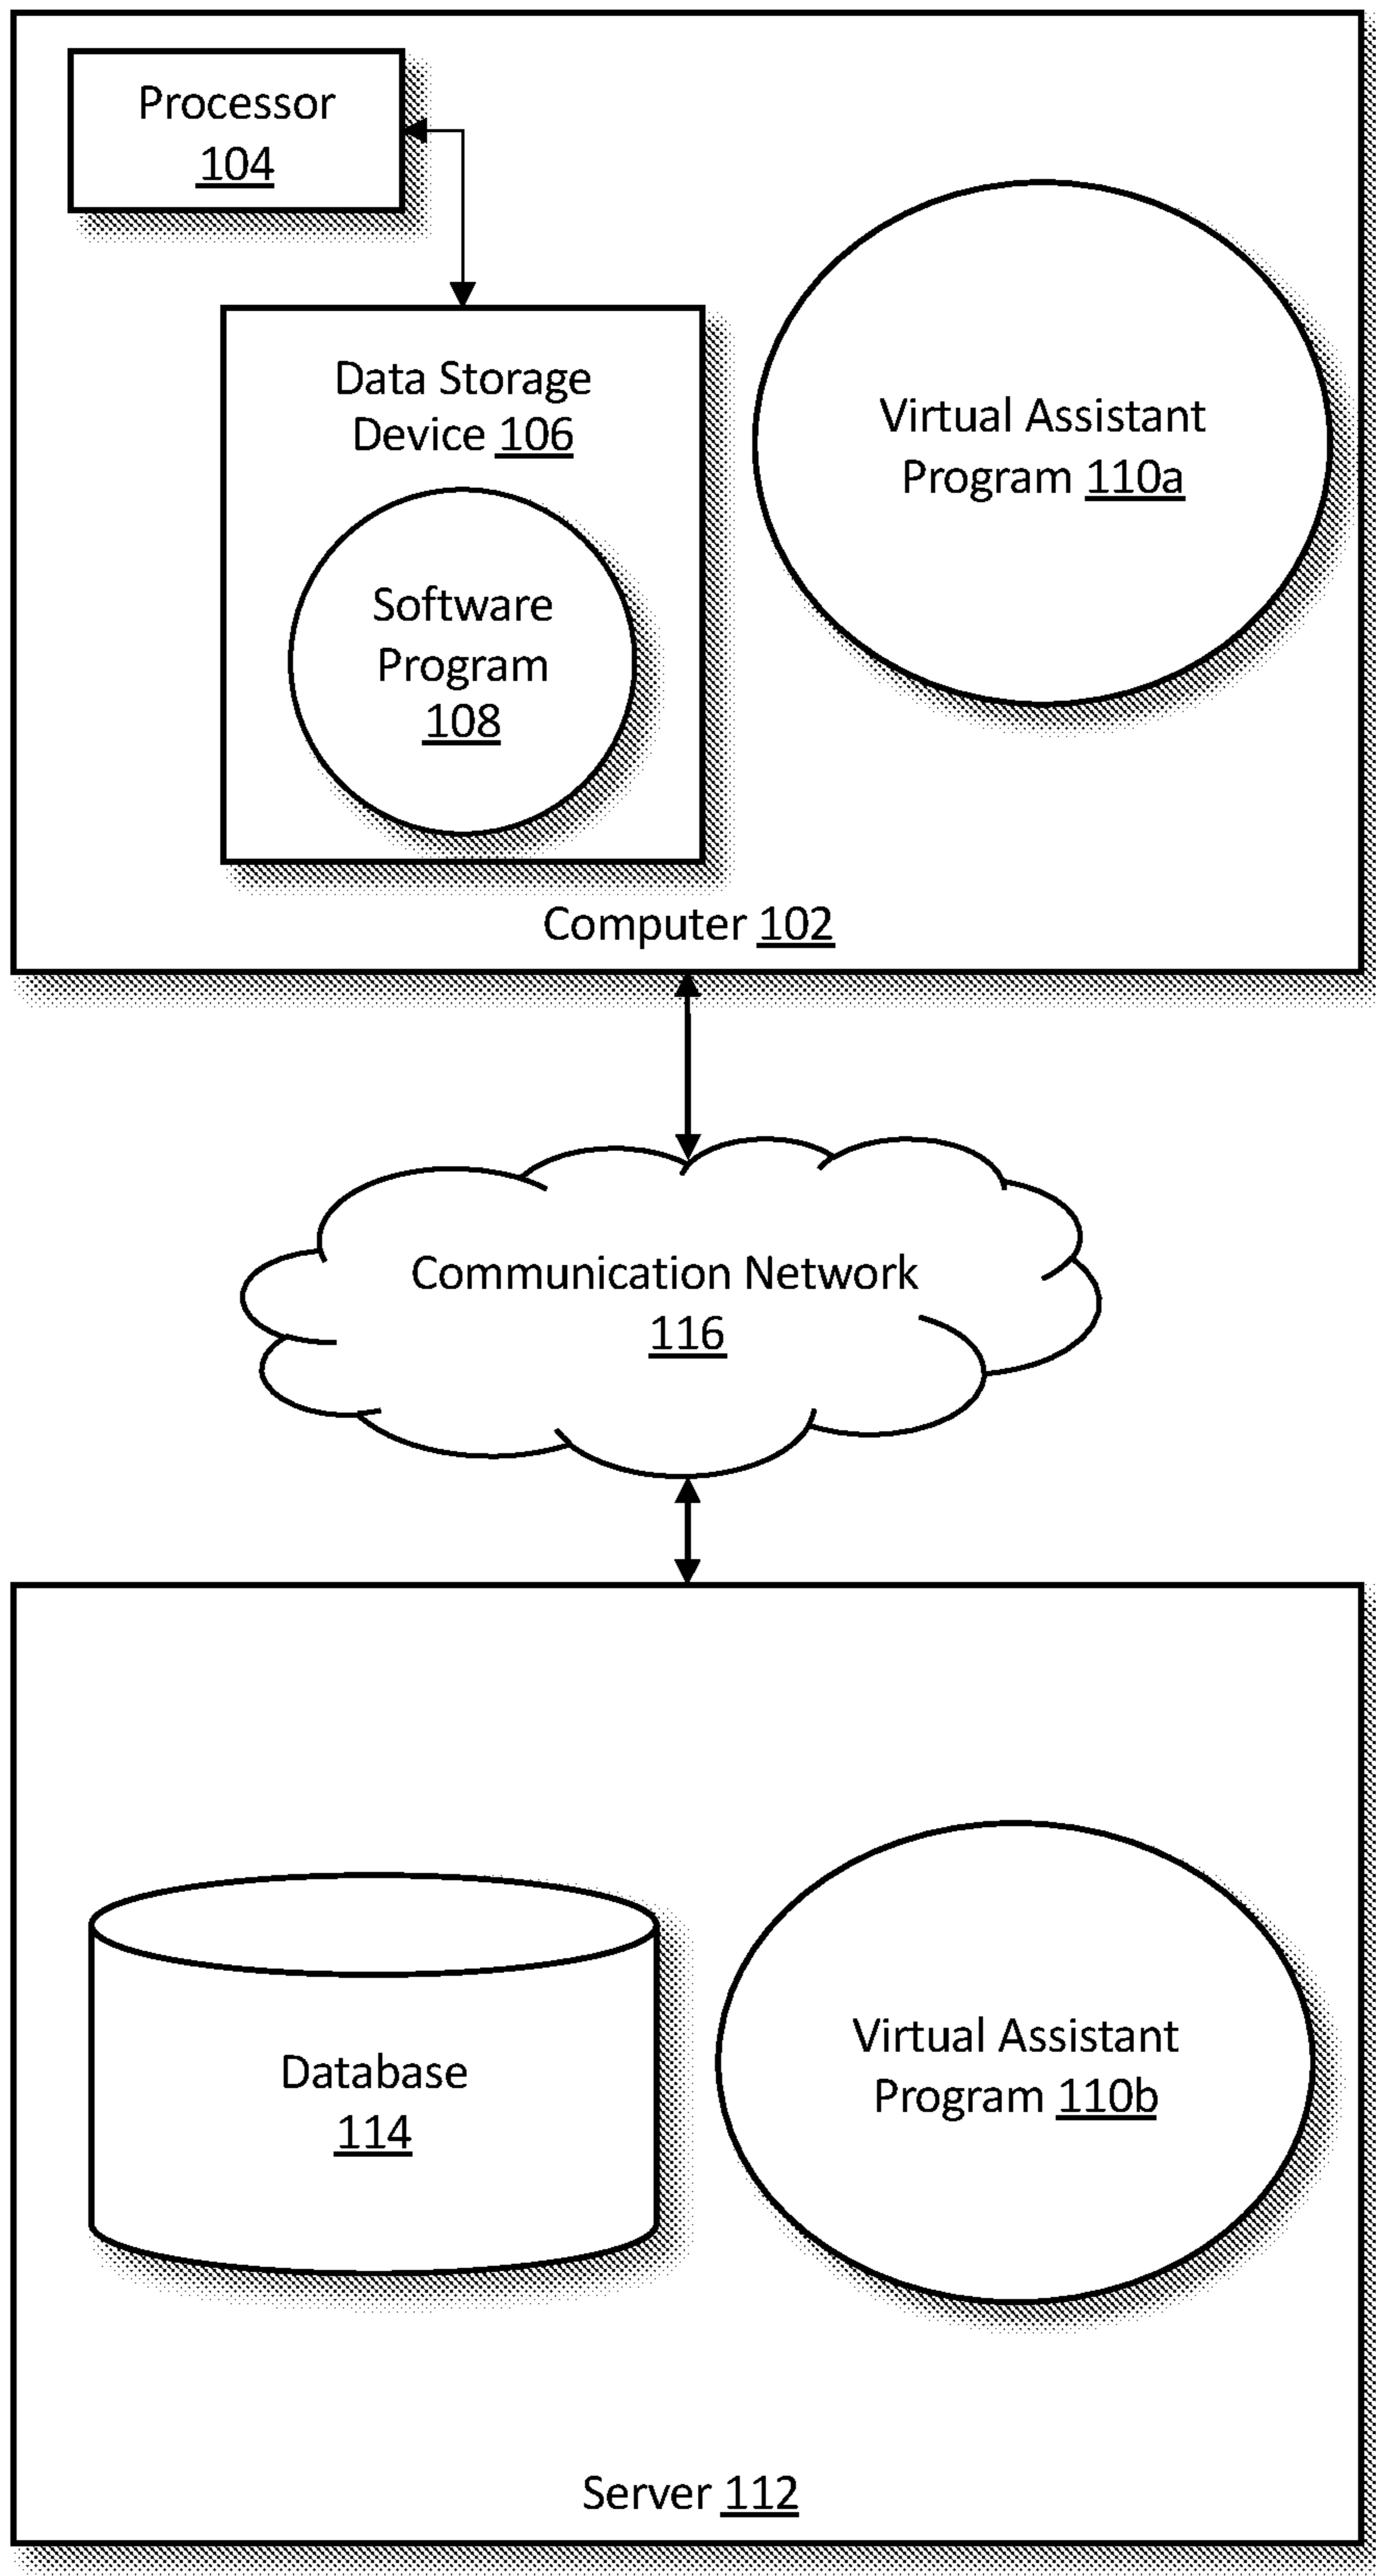 Processor
104
Data Storage
Device 106
Software
Program
108
Virtual Assistant
Program 110a
Computer 102
Communication Network
116
Database
114
Virtual Assistant
Program 110b
Server 112